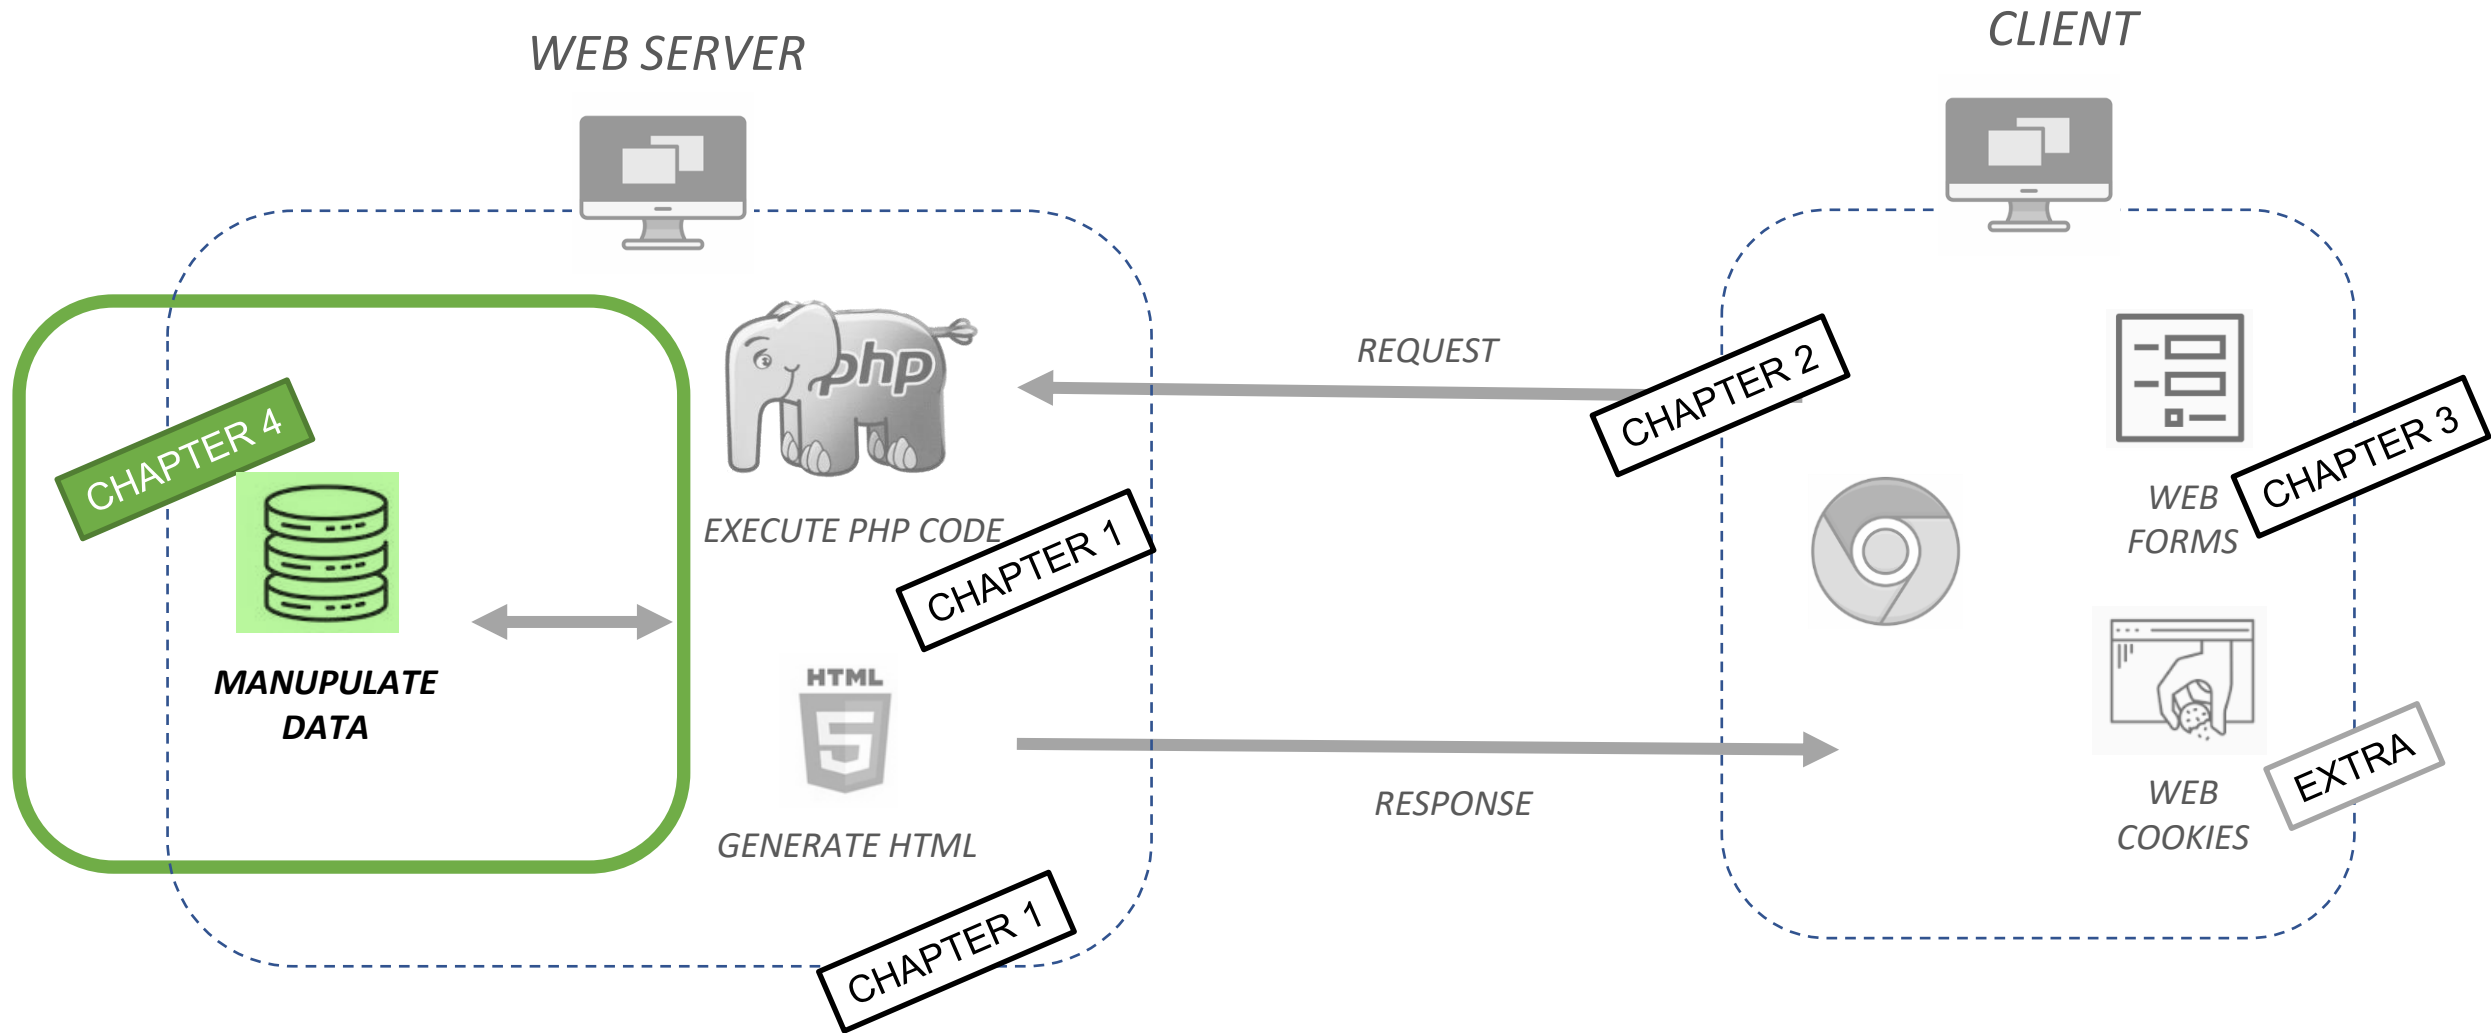 WEB SERVER
CLIENT
php
REQUEST
CHAPTER 2
CHAPTER 4
CHAPTER 3
EXECUTE PHP CODE
CHAPTER 1
WEB
FORMS
MANUPULATE
DATA
HTML
5
RESPONSE
GENERATE HTML
WEB
COOKIES
EXTRA
CHAPTER 1